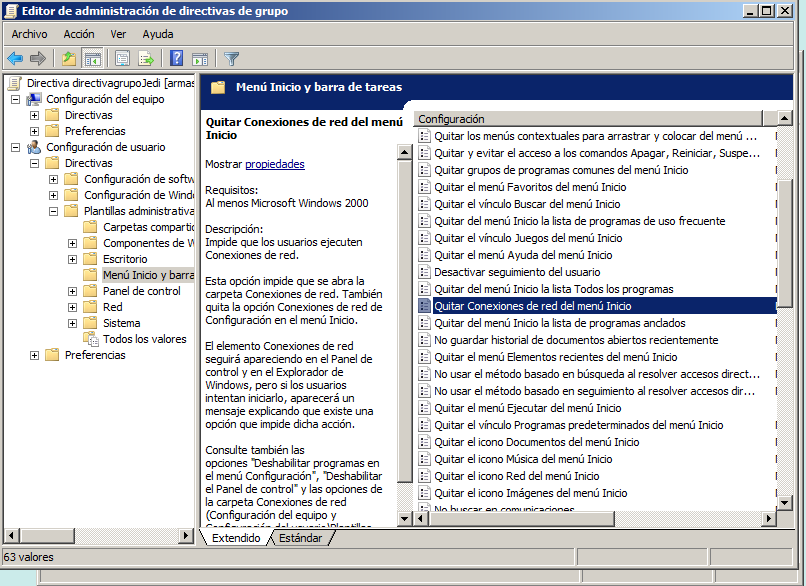 Editor de administración de directivas de grupo
Archivo Acción Ver Ayuda
Directiva directivagrupoJedi [armas
Configuración del equipo
Directivas
Preferencias
Configuración de usuario
Directivas
Configuración de softw
Configuración de Windo
Plantillas administrativa
Carpetas compartic
Componentes de W
Escritorio
Menú Inicio y barra
Panel de control
Red
Sistema
Todos los valores
Preferencias
Menú Inicio y barra de tareas
Quitar Conexiones de red del menú
Inicio
Mostrar propiedades
Requisitos:
Al menos Microsoft Windows 2000
Descripción:
Impide que los usuarios ejecuten
Conexiones de red.
Esta opción impide que se abra la
carpeta Conexiones de red. También
quita la opción Conexiones de red de
Configuración en el menú Inicio.
El elemento Conexiones de red
seguirá apareciendo en el Panel de
control y en el Explorador de
Windows, pero si los usuarios
intentan iniciarlo, aparecerá un
mensaje explicando que existe una
opción que impide dicha acción.
Consulte también las
opciones "Deshabilitar programas en
el menú Configuración", "Deshabilitar
el Panel de control" y las opciones de
la carpeta Conexiones de red
(Configuración del equipo y
Configuración
Quitar los menús contextuales para arrastrar y colocar del menú ...
Quitar y evitar el acceso a los comandos Apagar, Reiniciar, Suspe...
Quitar grupos de programas comunes del menú Inicio
Quitar el menú Favoritos del menú Inicio
Quitar el vínculo Buscar del menú Inicio
Quitar del menú Inicio la lista de programas de uso frecuente
Quitar el vínculo Juegos del menú Inicio
Quitar el menú Ayuda del menú Inicio
Desactivar seguimiento del usuario
Quitar del menú Inicio la lista Todos los programas
Quitar Conexiones de red del menú Inicio
Quitar del menú Inicio la lista de programas anclados
No guardar historial de documentos abiertos recientemente
Quitar el menú Elementos recientes del menú Inicio
No usar el método basado en búsqueda al resolver accesos direct...
No usar el método basado en seguimiento al resolver accesos dir...
Quitar el menú Ejecutar del menú Inicio
Quitar el vínculo Programas predeterminados del menú Inicio
Quitar el icono Documentos del menú Inicio
Quitar el icono Música del menú Inicio
Quitar el icono Red del menú Inicio
Quitar el icono Imágenes del menú Inicio
No buscar en comunicaciones
Extendido Estándar
63 valores